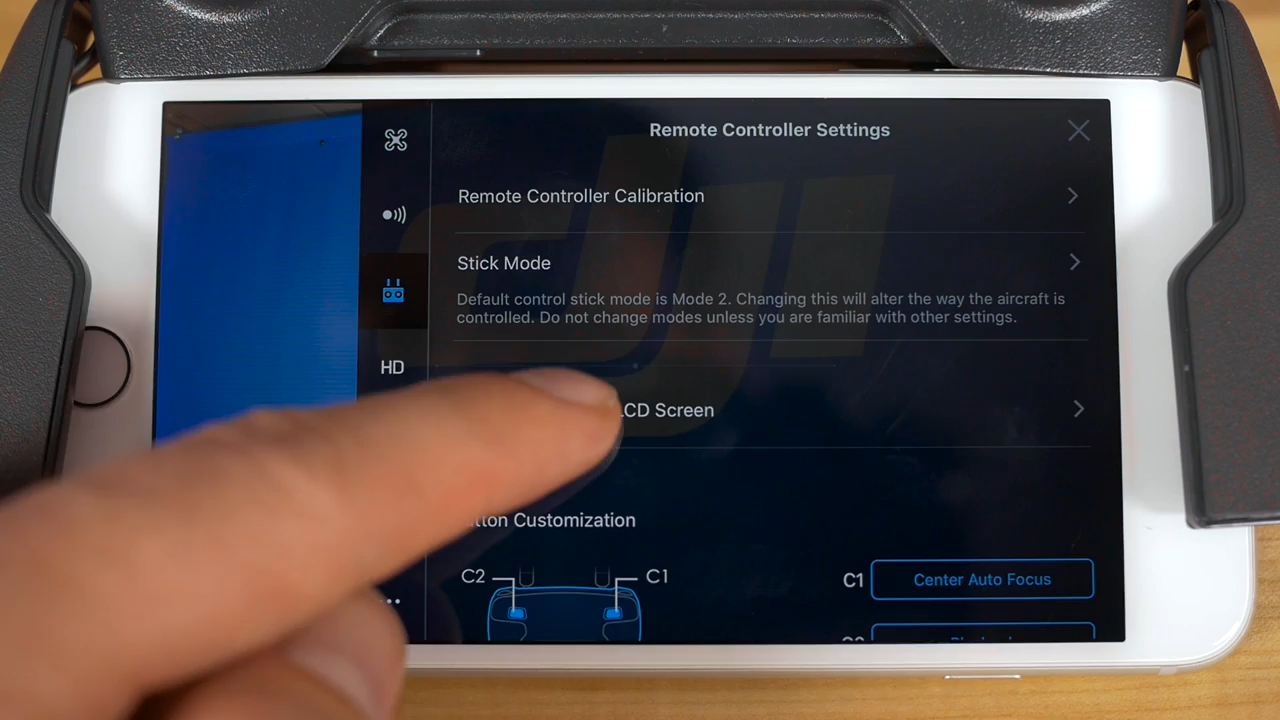 Remote Controller Settings
Remote Controller Calibration
Stick Mode
Default control stick mode is Mode 2. Changing this will alter the way the aircraft is
controlled. Do not change modes unless you are familiar with other settings.
HD
LCD Screen
Customization
C2
C1
C1
Center Auto Focus
dji